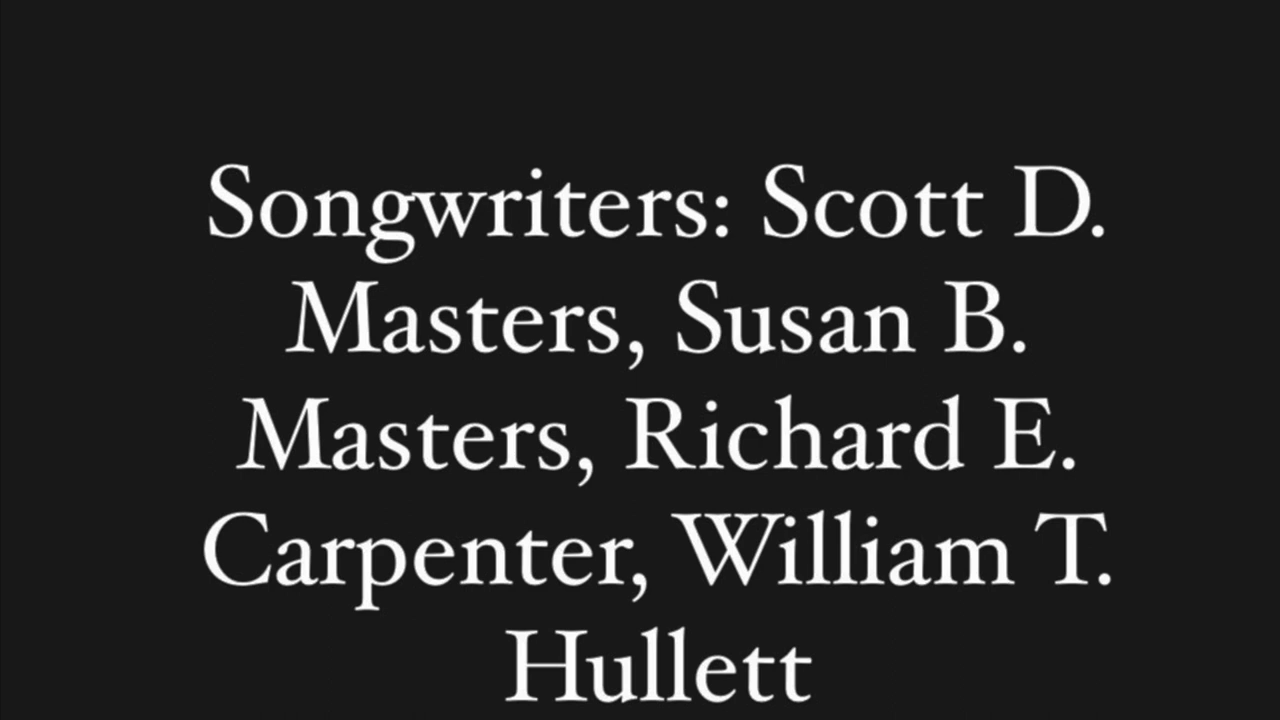 Songwriters: Scott D.
Masters, Susan B.
Masters, Richard E.
Carpenter, William T.
Hullett